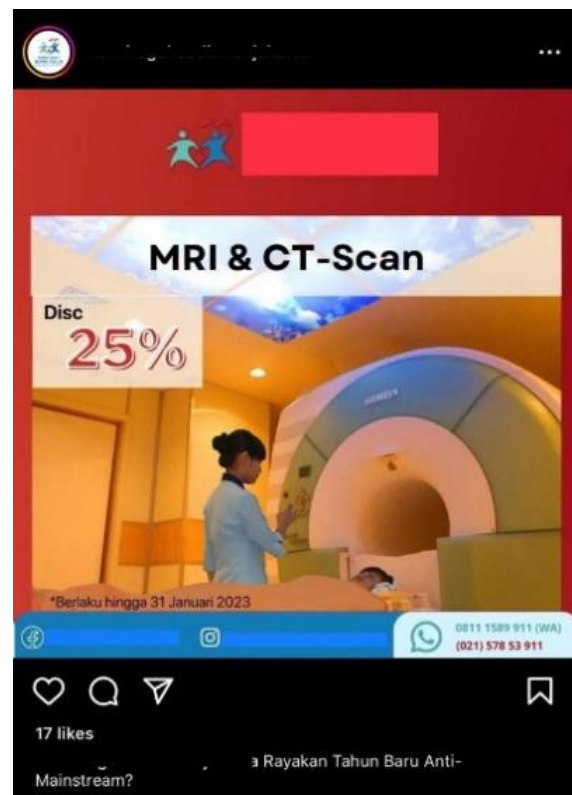 MRI & CT-Scan
Disc
25%
SIEMENS
*Berlaku hingga 31 Januari 2023
0811 1589 911 (WA)
(021) 578 53 911
17 likes
a Rayakan Tahun Baru Anti-
Mainstream?